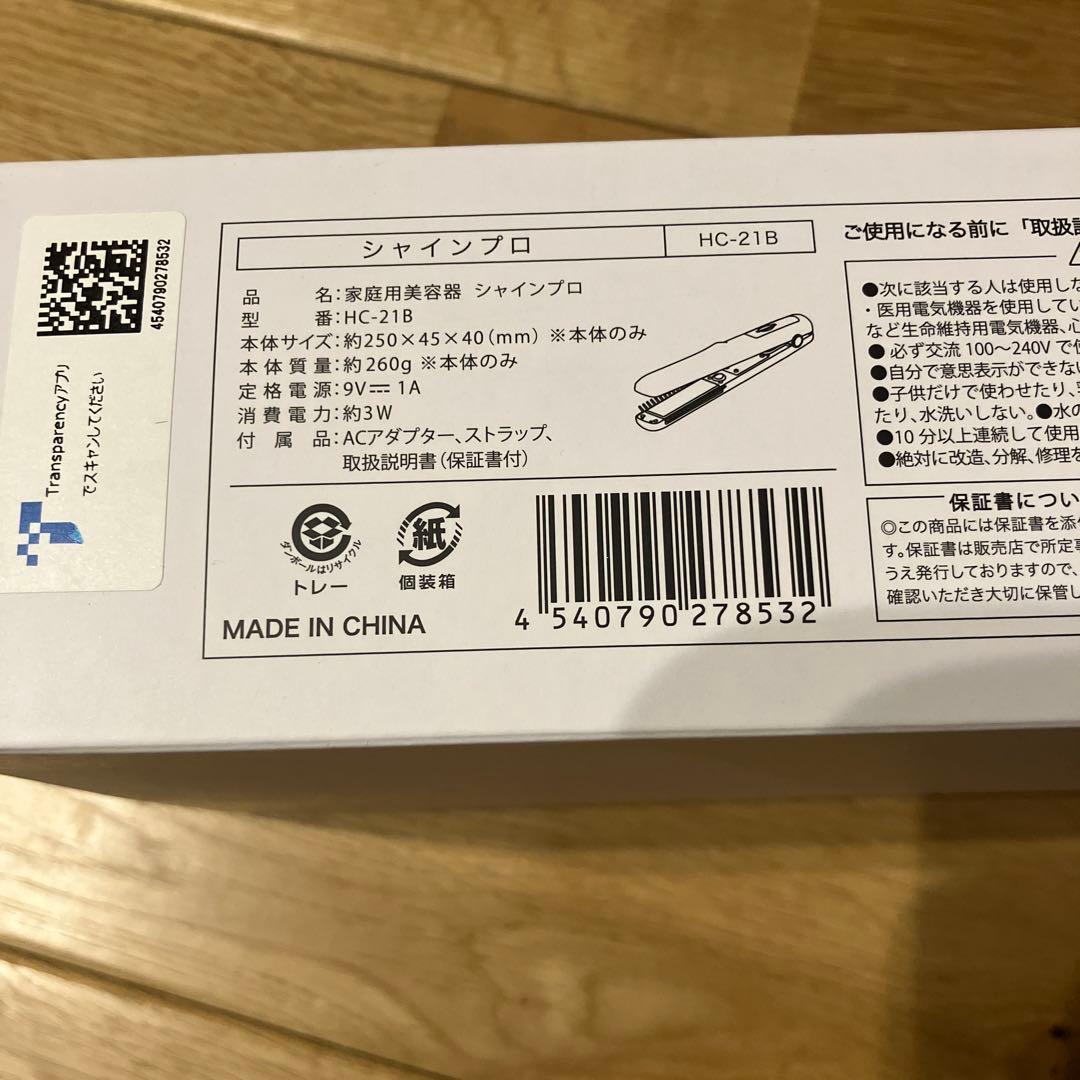 4540790278532
Transparencyアプリ
でスキャンしてください
シャインプロ HC-21B
品名:家庭用美容器 シャインプロ
型番:HC-21B
本体サイズ:約250×45×40(mm) ※本体のみ
本体質量:約260g ※本体のみ
定格電源:9V⎓1A
消費電力:約3W
付属品:ACアダプター、ストラップ、
取扱説明書(保証書付)
ダンボールはリサイクル
トレー
紙
個装箱
MADE IN CHINA
4 540790 278532
ご使用になる前に「取扱説
●次に該当する人は使用しな
・医用電気機器を使用してい
など生命維持用電気機器、心
●必ず交流100〜240Vで使
●自分で意思表示ができない
●子供だけで使わせたり、
たり、水洗いしない。●水の
●10分以上連続して使用
●絶対に改造、分解、修理を
保証書につい
◎この商品には保証書を添付
す。保証書は販売店で所定事
うえ発行しておりますので、
確認いただき大切に保管し